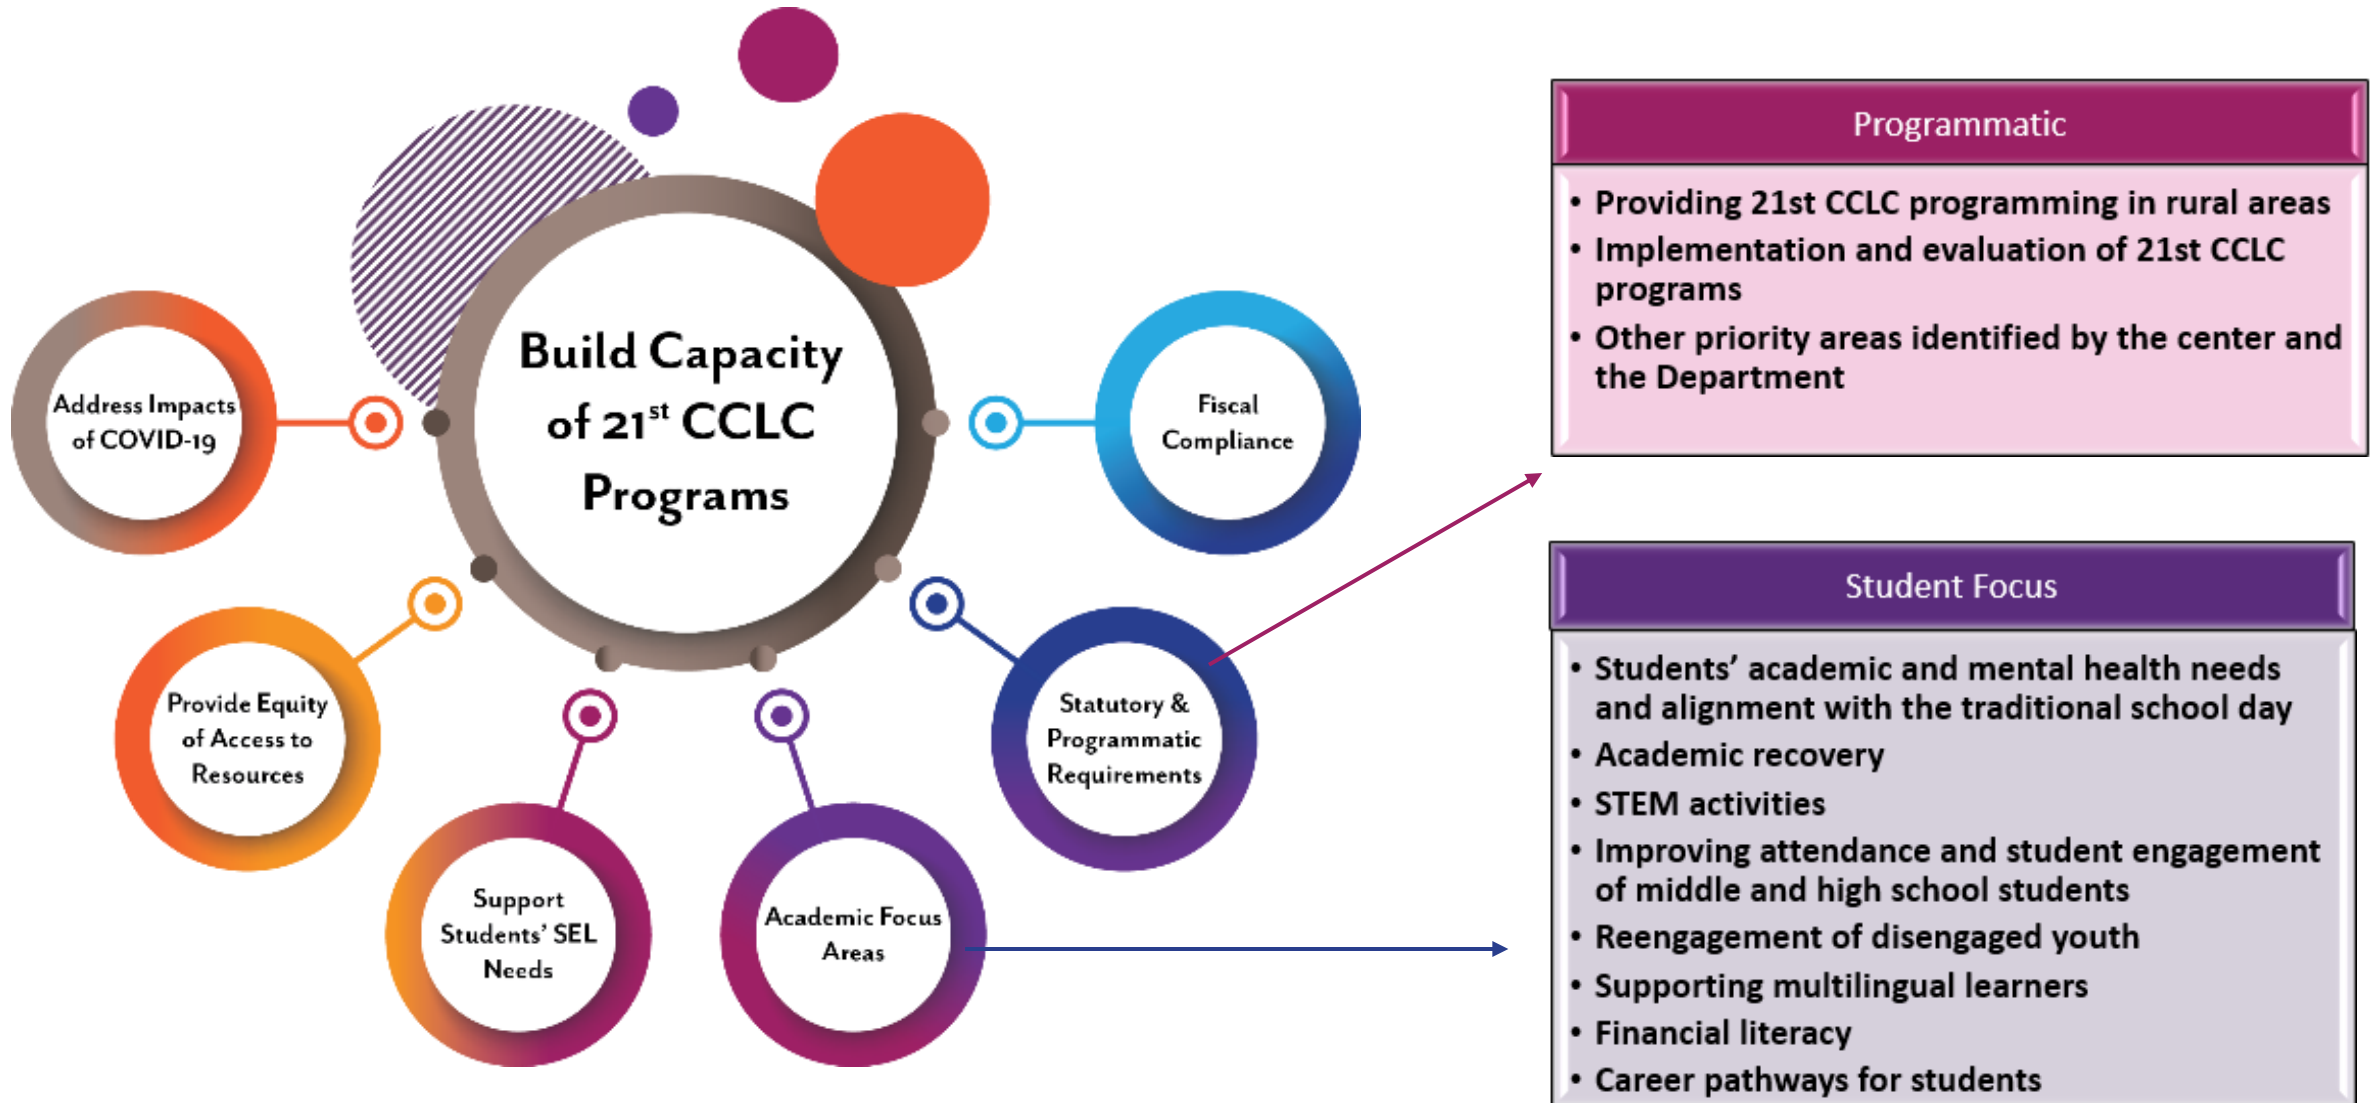 Build Capacity
of 21st CCLC
Programs
Address Impacts
of COVID-19
Provide Equity
of Access to
Resources
Support
Students’ SEL
Needs
Academic Focus
Areas
Statutory &
Programmatic
Requirements
Fiscal
Compliance
Programmatic
• Providing 21st CCLC programming in rural areas
• Implementation and evaluation of 21st CCLC
programs
• Other priority areas identified by the center and
the Department
Student Focus
• Students’ academic and mental health needs
and alignment with the traditional school day
• Academic recovery
• STEM activities
• Improving attendance and student engagement
of middle and high school students
• Reengagement of disengaged youth
• Supporting multilingual learners
• Financial literacy
• Career pathways for students